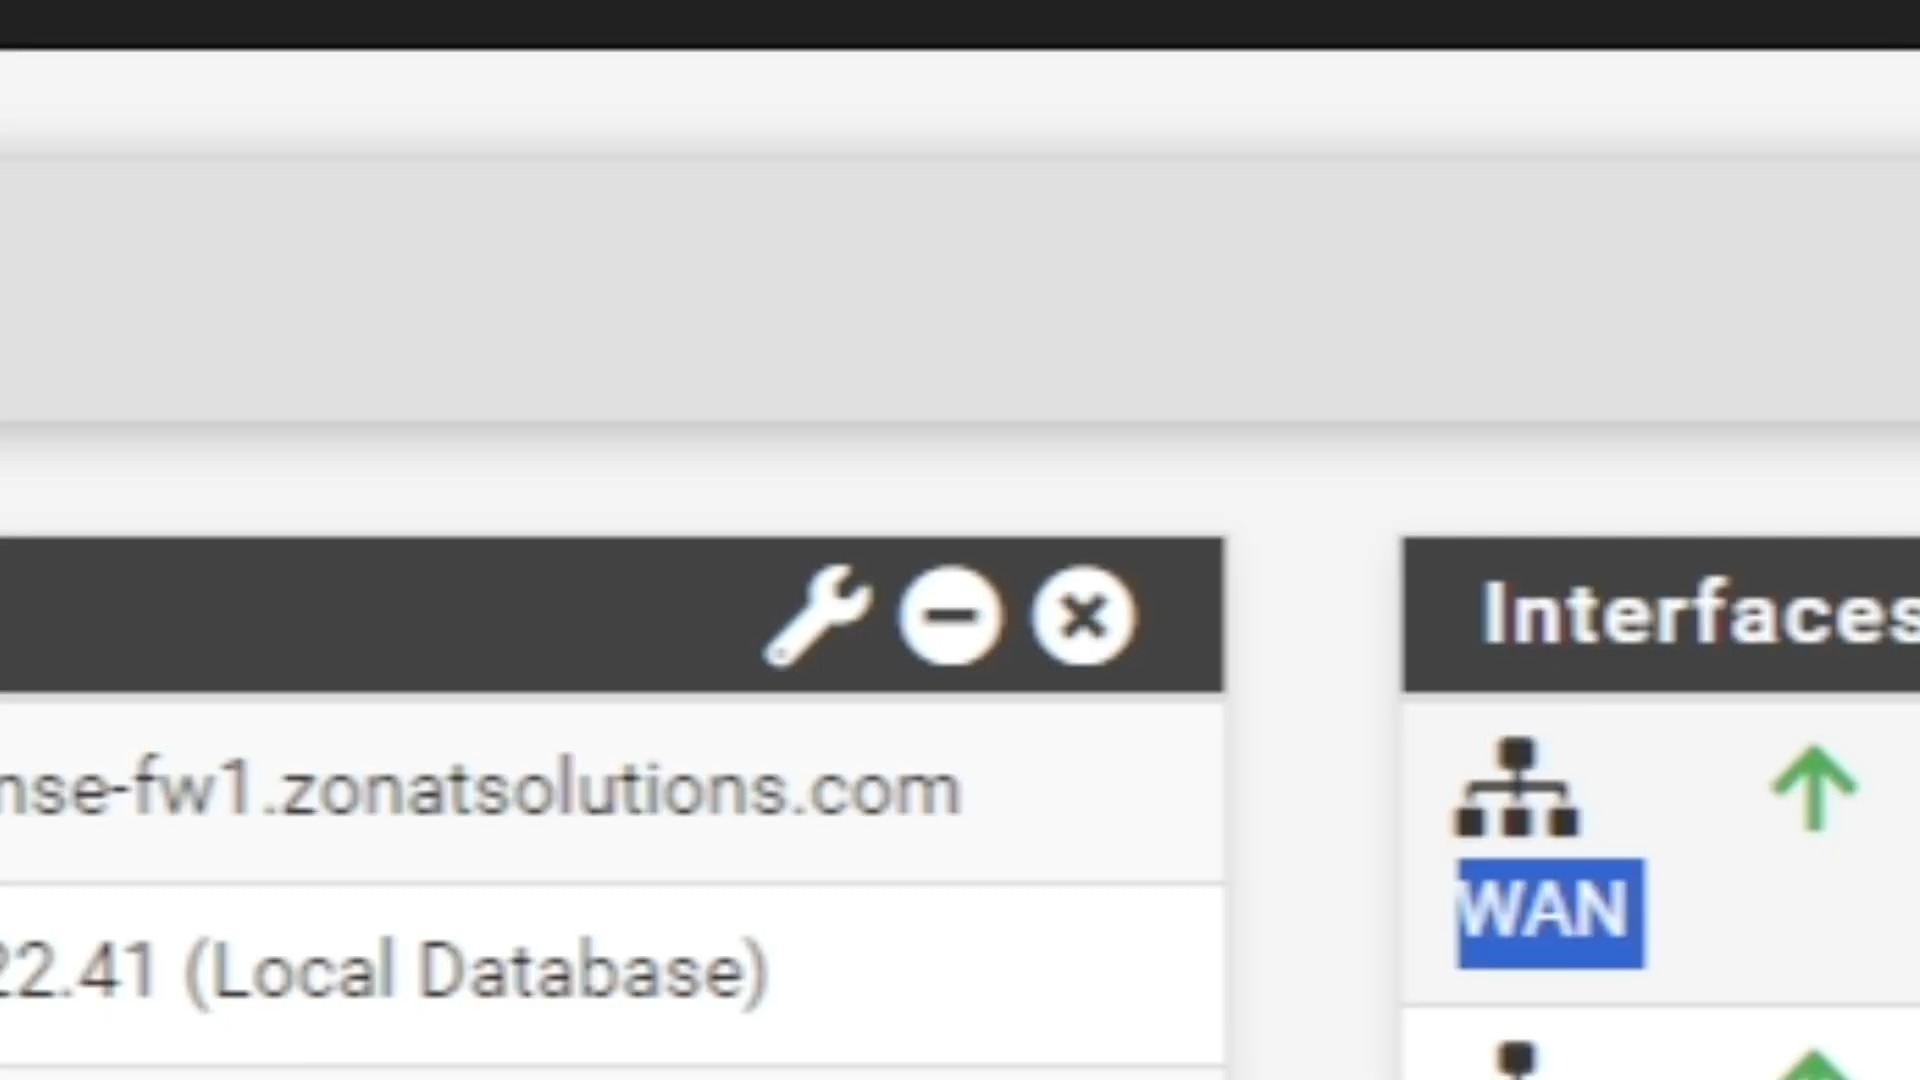 Interfaces
nse-fw1.zonatsolutions.com
WAN
22.41 (Local Database)